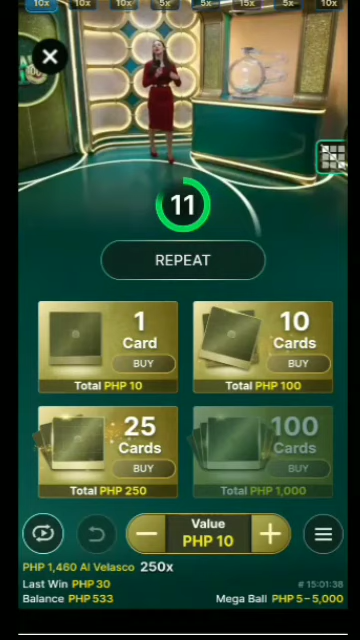 10x 10x 10x 5x 5x 15x 5x 10x
11
REPEAT
1
Card
BUY
Total PHP 10
10
Cards
BUY
Total PHP 100
25
Cards
BUY
Total PHP 250
100
Cards
BUY
Total PHP 1,000
Value
PHP 10
PHP 1,460 Al Velasco 250x
Last Win PHP 30
# 15:01:38
Balance PHP 533
Mega Ball PHP 5–5,000